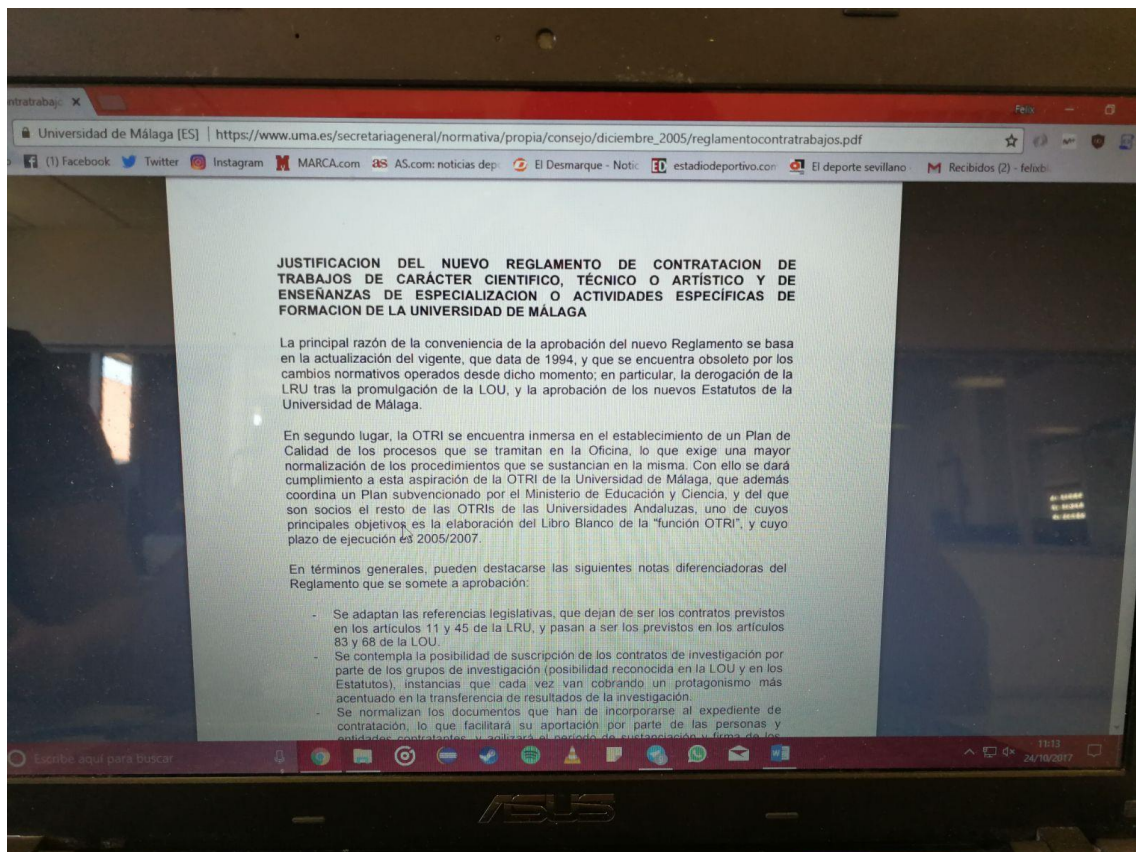 ntratrabajo
Felix
Universidad de Málaga [ES] | https://www.uma.es/secretariageneral/normativa/propia/consejo/diciembre_2005/reglamentocontratrabajos.pdf
(1) Facebook Twitter Instagram MARCA.com AS.com: noticias dep El Desmarque - Notic estadiodeportivo.con El deporte sevillano Recibidos (2) - felixb
JUSTIFICACION DEL NUEVO REGLAMENTO DE CONTRATACION DE
TRABAJOS DE CARÁCTER CIENTIFICO, TÉCNICO O ARTÍSTICO Y DE
ENSEÑANZAS DE ESPECIALIZACION O ACTIVIDADES ESPECÍFICAS DE
FORMACION DE LA UNIVERSIDAD DE MÁLAGA
La principal razón de la conveniencia de la aprobación del nuevo Reglamento se basa
en la actualización del vigente, que data de 1994, y que se encuentra obsoleto por los
cambios normativos operados desde dicho momento; en particular, la derogación de la
LRU tras la promulgación de la LOU, y la aprobación de los nuevos Estatutos de la
Universidad de Málaga.
En segundo lugar, la OTRI se encuentra inmersa en el establecimiento de un Plan de
Calidad de los procesos que se tramitan en la Oficina, lo que exige una mayor
normalización de los procedimientos que se sustancian en la misma. Con ello se dará
cumplimiento a esta aspiración de la OTRI de la Universidad de Málaga, que además
coordina un Plan subvencionado por el Ministerio de Educación y Ciencia, y del que
son socios el resto de las OTRIs de las Universidades Andaluzas, uno de cuyos
principales objetivos es la elaboración del Libro Blanco de la "función OTRI", y cuyo
plazo de ejecución es 2005/2007.
En términos generales, pueden destacarse las siguientes notas diferenciadoras del
Reglamento que se somete a aprobación:
- Se adaptan las referencias legislativas, que dejan de ser los contratos previstos
en los artículos 11 y 45 de la LRU, y pasan a ser los previstos en los artículos
83 y 68 de la LOU.
- Se contempla la posibilidad de suscripción de los contratos de investigación por
parte de los grupos de investigación (posibilidad reconocida en la LOU y en los
Estatutos), instancias que cada vez van cobrando un protagonismo más
acentuado en la transferencia de resultados de la investigación.
- Se normalizan los documentos que han de incorporarse al expediente de
contratación, lo que facilitará su aportación por parte de las personas y
entidades contratantes, y agilizará el período de sustanciación y firma de los
Escribe aquí para buscar
11:13
24/10/2017
ASUS